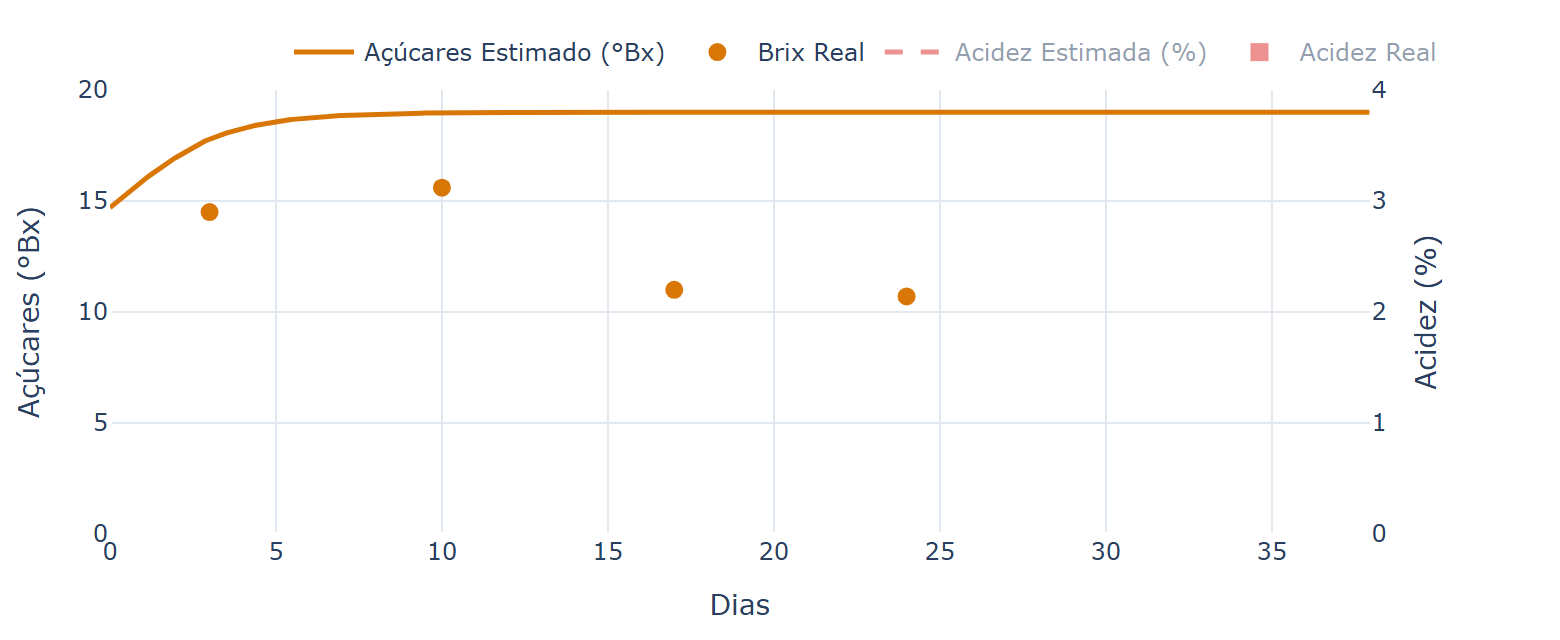 Açúcares Estimado (°Bx) Brix Real Acidez Estimada (%) Acidez Real
20
15
10
5
0
Açúcares (°Bx)
4
3
2
1
0
Acidez (%)
0 5 10 15 20 25 30 35
Dias